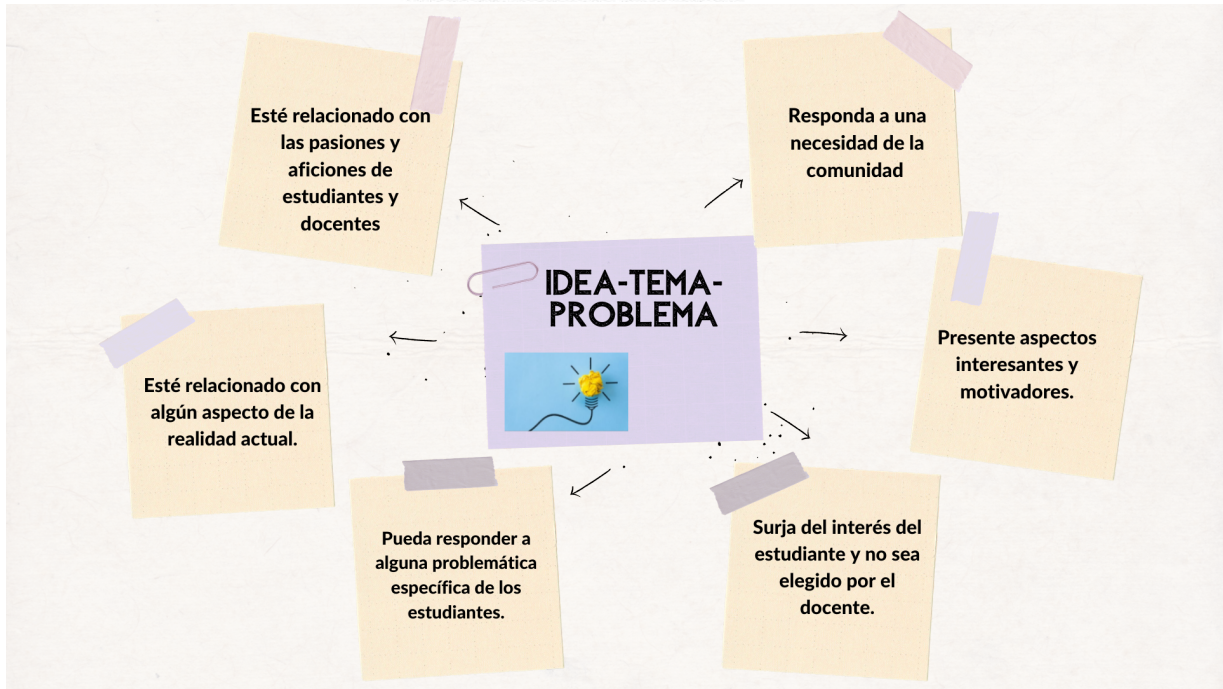 Esté relacionado con
las pasiones y
aficiones de
estudiantes y
docentes
Responda a una
necesidad de la
comunidad
IDEA-TEMA-
PROBLEMA
Presente aspectos
interesantes y
motivadores.
Esté relacionado con
algún aspecto de la
realidad actual.
Pueda responder a
alguna problemática
específica de los
estudiantes.
Surja del interés del
estudiante y no sea
elegido por el
docente.